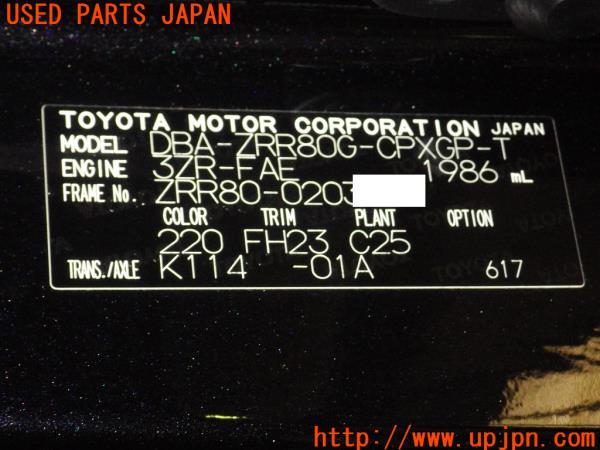 USED PARTS JAPAN
TOYOTA MOTOR CORPORATION JAPAN
MODEL DBA-ZRR80G-CPXGP-T
ENGINE 3ZR-FAE 1986 mL
FRAME No. ZRR80-0203
COLOR TRIM PLANT OPTION
220 FH23 C25
TRANS./AXLE K114 -01A 617
http://www.upjpn.com/